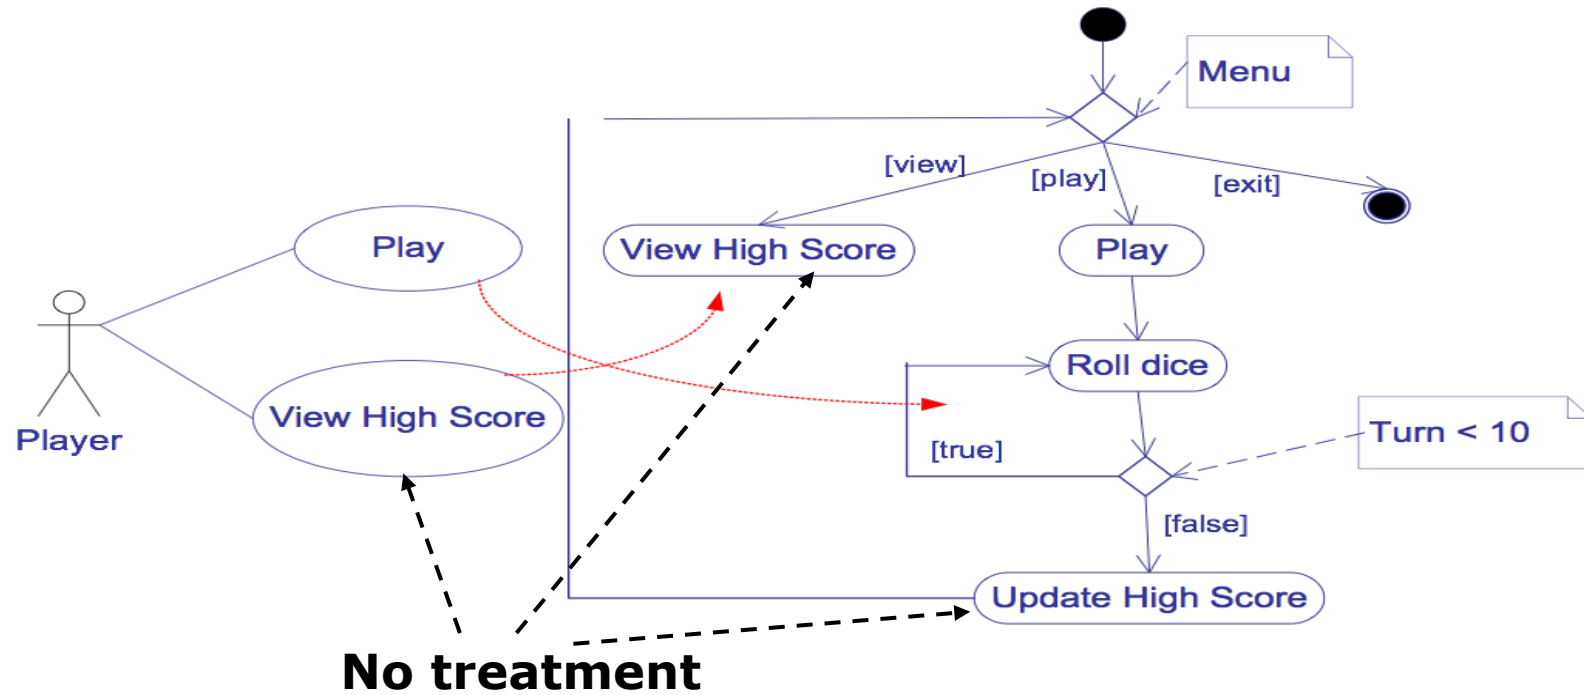 Menu
[view]
[play]
[exit]
Play
View High Score
Play
Roll dice
View High Score
Player
[true]
Turn < 10
[false]
Update High Score
No treatment